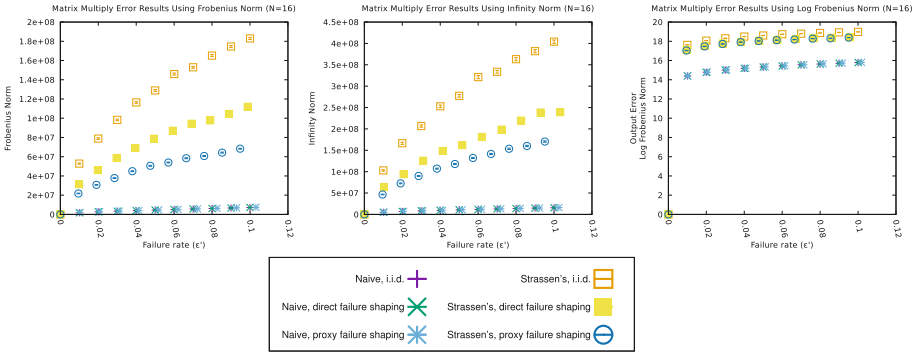 Matrix Multiply Error Results Using Frobenius Norm (N=16)
2e+08
1.8e+08
1.6e+08
1.4e+08
1.2e+08
1e+08
8e+07
6e+07
4e+07
2e+07
0
Frobenius Norm
0
0.02
0.04
0.06
0.08
0.1
0.12
Failure rate (ε')
Matrix Multiply Error Results Using Infinity Norm (N=16)
4.5e+08
4e+08
3.5e+08
3e+08
2.5e+08
2e+08
1.5e+08
1e+08
5e+07
0
Infinity Norm
0
0.02
0.04
0.06
0.08
0.1
0.12
Failure rate (ε')
Matrix Multiply Error Results Using Log Frobenius Norm (N=16)
20
18
16
14
12
10
8
6
4
2
0
Output Error
Log Frobenius Norm
0
0.02
0.04
0.06
0.08
0.1
0.12
Failure rate (ε')
Naive, i.i.d.
Naive, direct failure shaping
Naive, proxy failure shaping
Strassen's, i.i.d.
Strassen's, direct failure shaping
Strassen's, proxy failure shaping